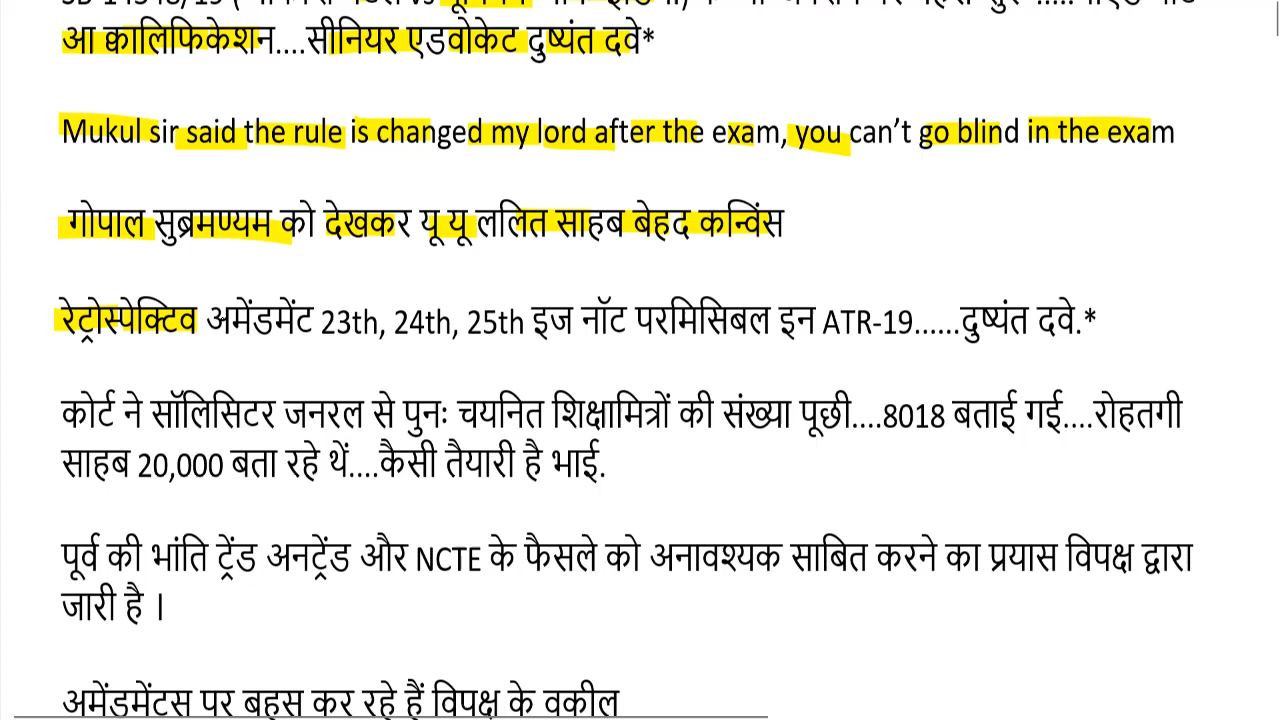 आ क्वालिफिकेशन....सीनियर एडवोकेट दुष्यंत दवे*
Mukul sir said the rule is changed my lord after the exam, you can’t go blind in the exam
गोपाल सुब्रमण्यम को देखकर यू यू ललित साहब बेहद कन्विंस
रेट्रोस्पेक्टिव अमेंडमेंट 23th, 24th, 25th इज नॉट परमिसिबल इन ATR-19......दुष्यंत दवे.*
कोर्ट ने सॉलिसिटर जनरल से पुनः चयनित शिक्षामित्रों की संख्या पूछी....8018 बताई गई....रोहतगी
साहब 20,000 बता रहे थें....कैसी तैयारी है भाई.
पूर्व की भांति ट्रेंड अनट्रेंड और NCTE के फैसले को अनावश्यक साबित करने का प्रयास विपक्ष द्वारा
जारी है ।
अमेंडमेंटस पर बहस कर रहे हैं विपक्ष के वकील